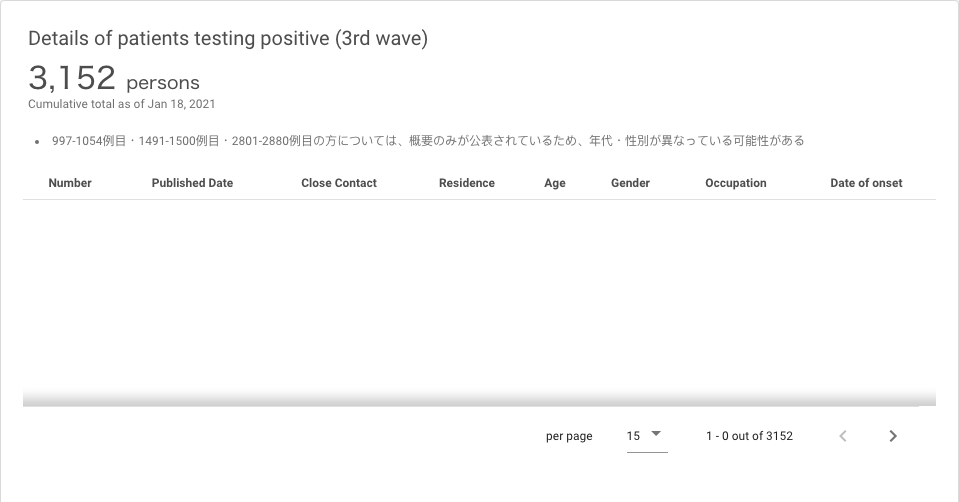 Details of patients testing positive (3rd wave)
3,152 persons
Cumulative total as of Jan 18, 2021
• 997-1054例目・1491-1500例目・2801-2880例目の方については、概要のみが公表されているため、年代・性別が異なっている可能性がある
Number Published Date Close Contact Residence Age Gender Occupation Date of onset
per page 15 1 - 0 out of 3152